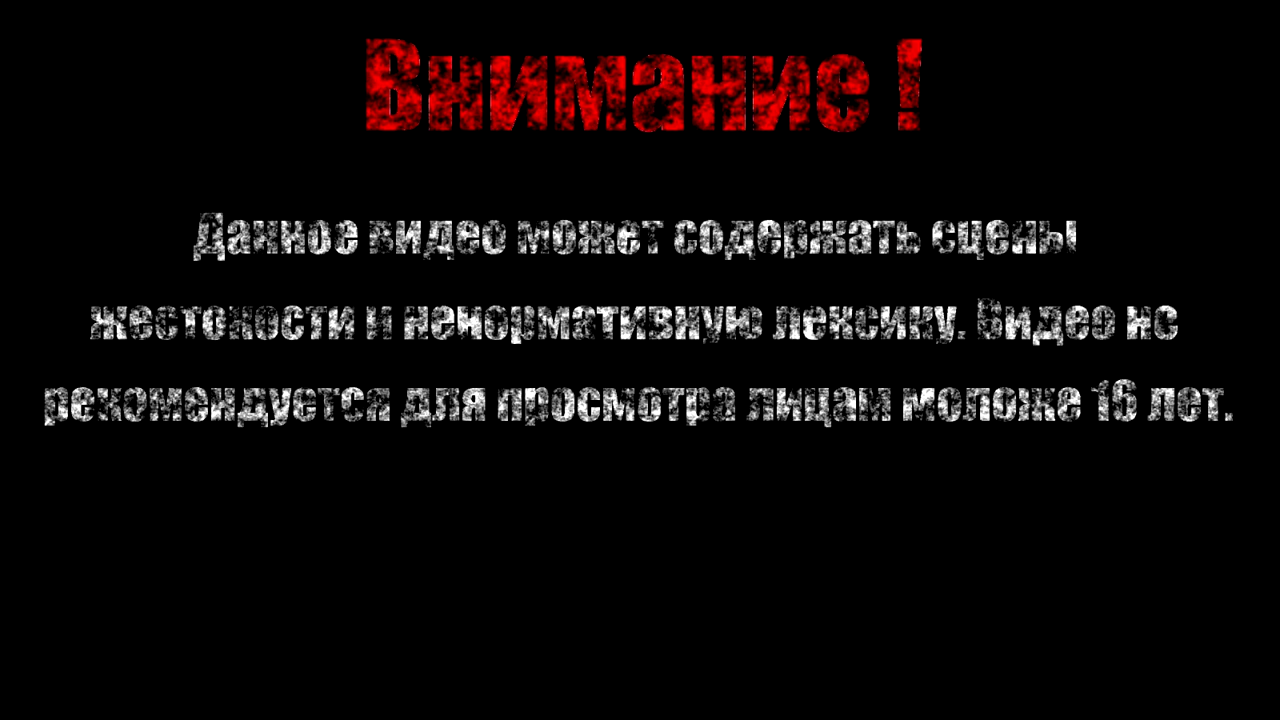 Внимание !
Данное видео может содержать сцены
жестокости и ненормативную лексику. Видео не
рекомендуется для просмотра лицам моложе 16 лет.